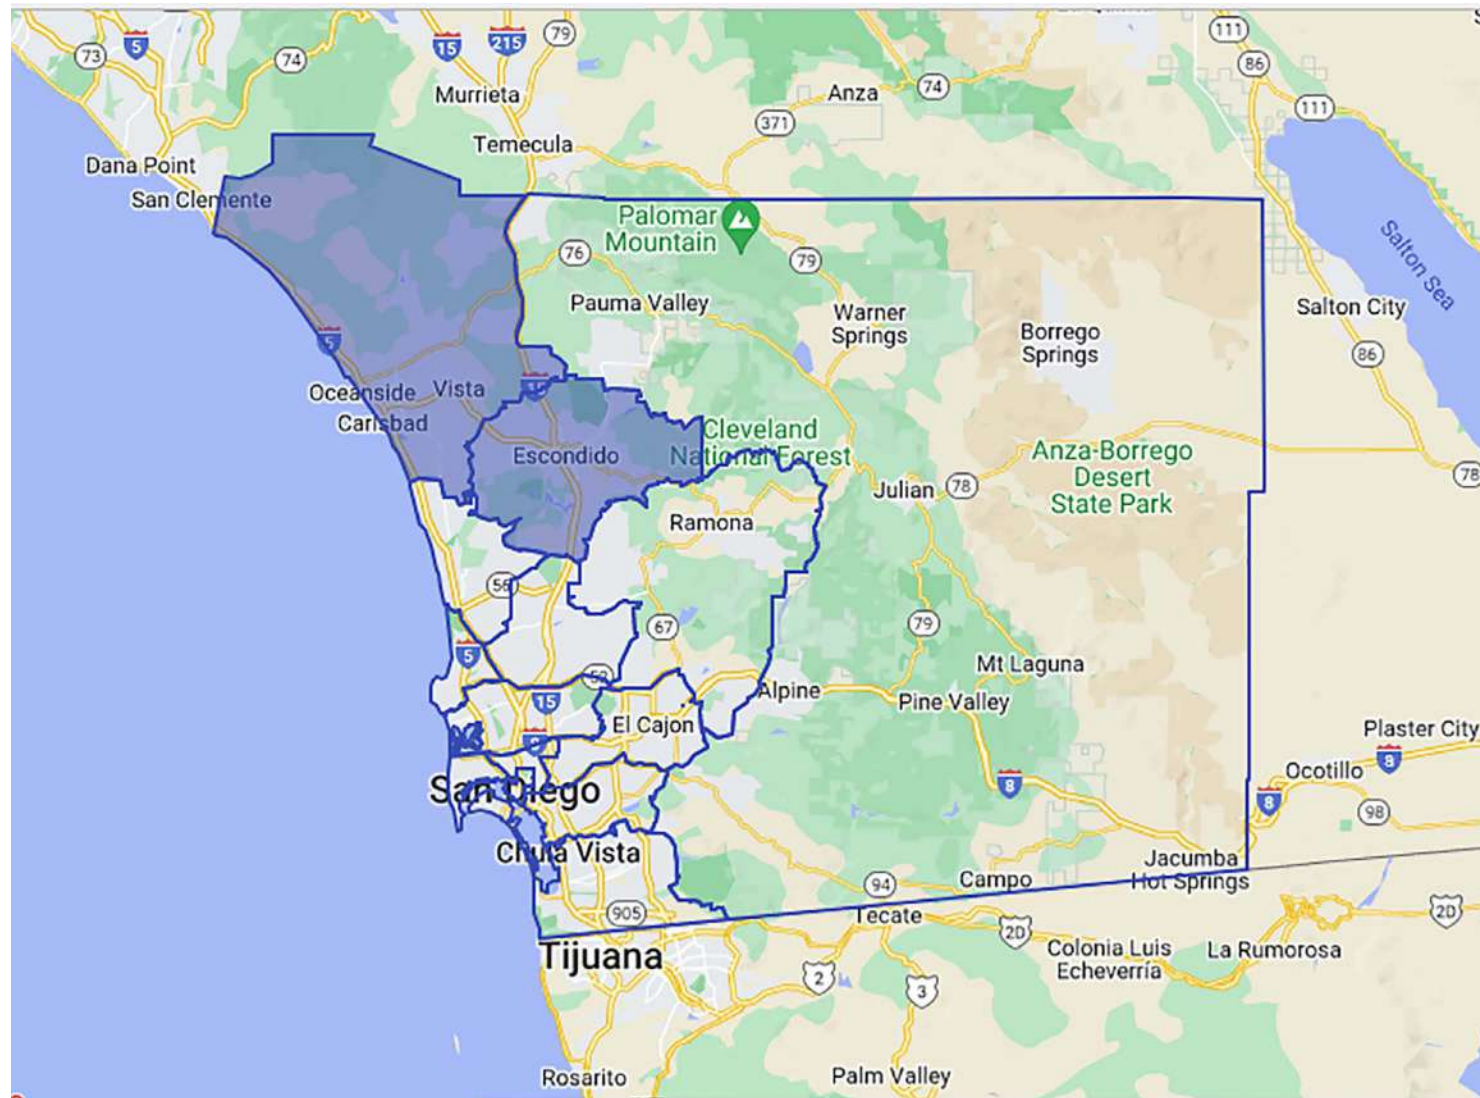 5
73
74
15
215
79
Murrieta
Anza
74
371
Temecula
111
86
111
Dana Point
San Clemente
Palomar
Mountain
76
79
Pauma Valley
Warner
Springs
Borrego
Springs
Salton Sea
Salton City
86
5
15
Oceanside
Vista
Carlsbad
Escondido
Cleveland
National Forest
Anza-Borrego
Desert
State Park
Julian
78
78
Ramona
56
67
79
5
52
Mt Laguna
15
Alpine
Pine Valley
El Cajon
8
Plaster City
8
Ocotillo
8
8
98
San Diego
Chula Vista
Jacumba
Hot Springs
94
Campo
905
Tecate
2D
2D
Tijuana
2
3
Colonia Luis
Echeverría
La Rumorosa
Rosarito
Palm Valley